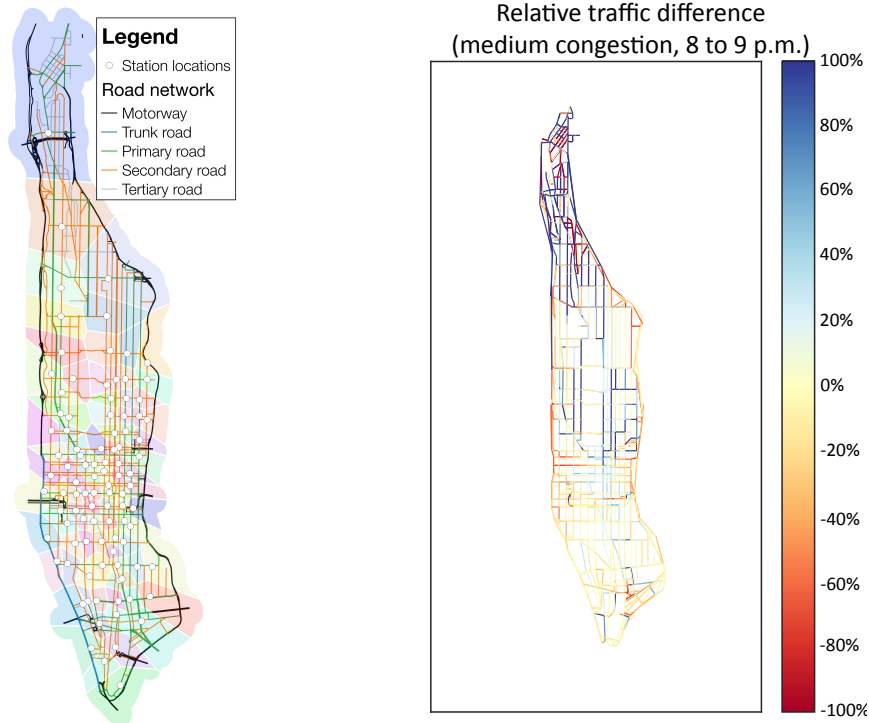 Legend
Station locations
Road network
Motorway
Trunk road
Primary road
Secondary road
Tertiary road
Relative traffic difference
(medium congestion, 8 to 9 p.m.)
100%
80%
60%
40%
20%
0%
-20%
-40%
-60%
-80%
-100%